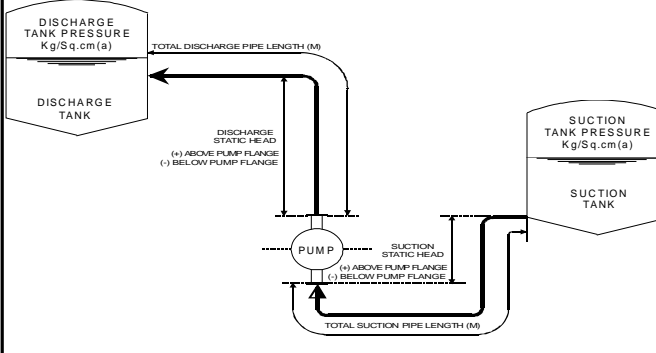 DISCHARGE
TANK PRESSURE
Kg/Sq.cm(a)
TOTAL DISCHARGE PIPE LENGTH (M)
DISCHARGE
TANK
DISCHARGE
STATIC HEAD
(+) ABOVE PUMP FLANGE
(-) BELOW PUMP FLANGE
SUCTION
TANK PRESSURE
Kg/Sq.cm(a)
SUCTION
TANK
PUMP
SUCTION
STATIC HEAD
(+) ABOVE PUMP FLANGE
(-) BELOW PUMP FLANGE
TOTAL SUCTION PIPE LENGTH (M)